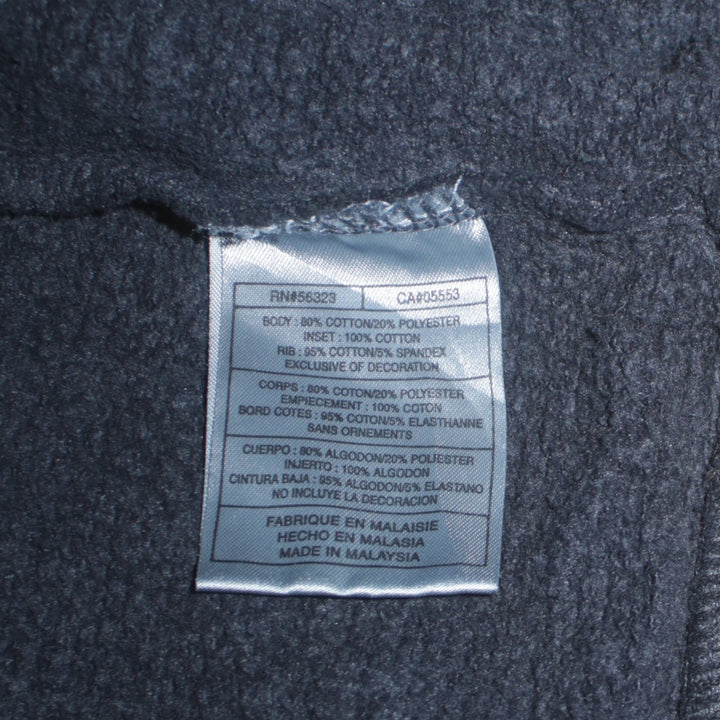 RN#56323 CA#05553
BODY : 80% COTTON/20% POLYESTER
INSET : 100% COTTON
RIB : 95% COTTON/5% SPANDEX
EXCLUSIVE OF DECORATION
CORPS : 80% COTON/20% POLYESTER
EMPIECEMENT : 100% COTON
BORD COTES : 95% COTON/5% ELASTHANNE
SANS ORNEMENTS
CUERPO : 80% ALGODON/20% POLIESTER
INJERTO : 100% ALGODON
CINTURA BAJA : 95% ALGODON/5% ELASTANO
NO INCLUYE LA DECORACION
FABRIQUE EN MALAISIE
HECHO EN MALASIA
MADE IN MALAYSIA